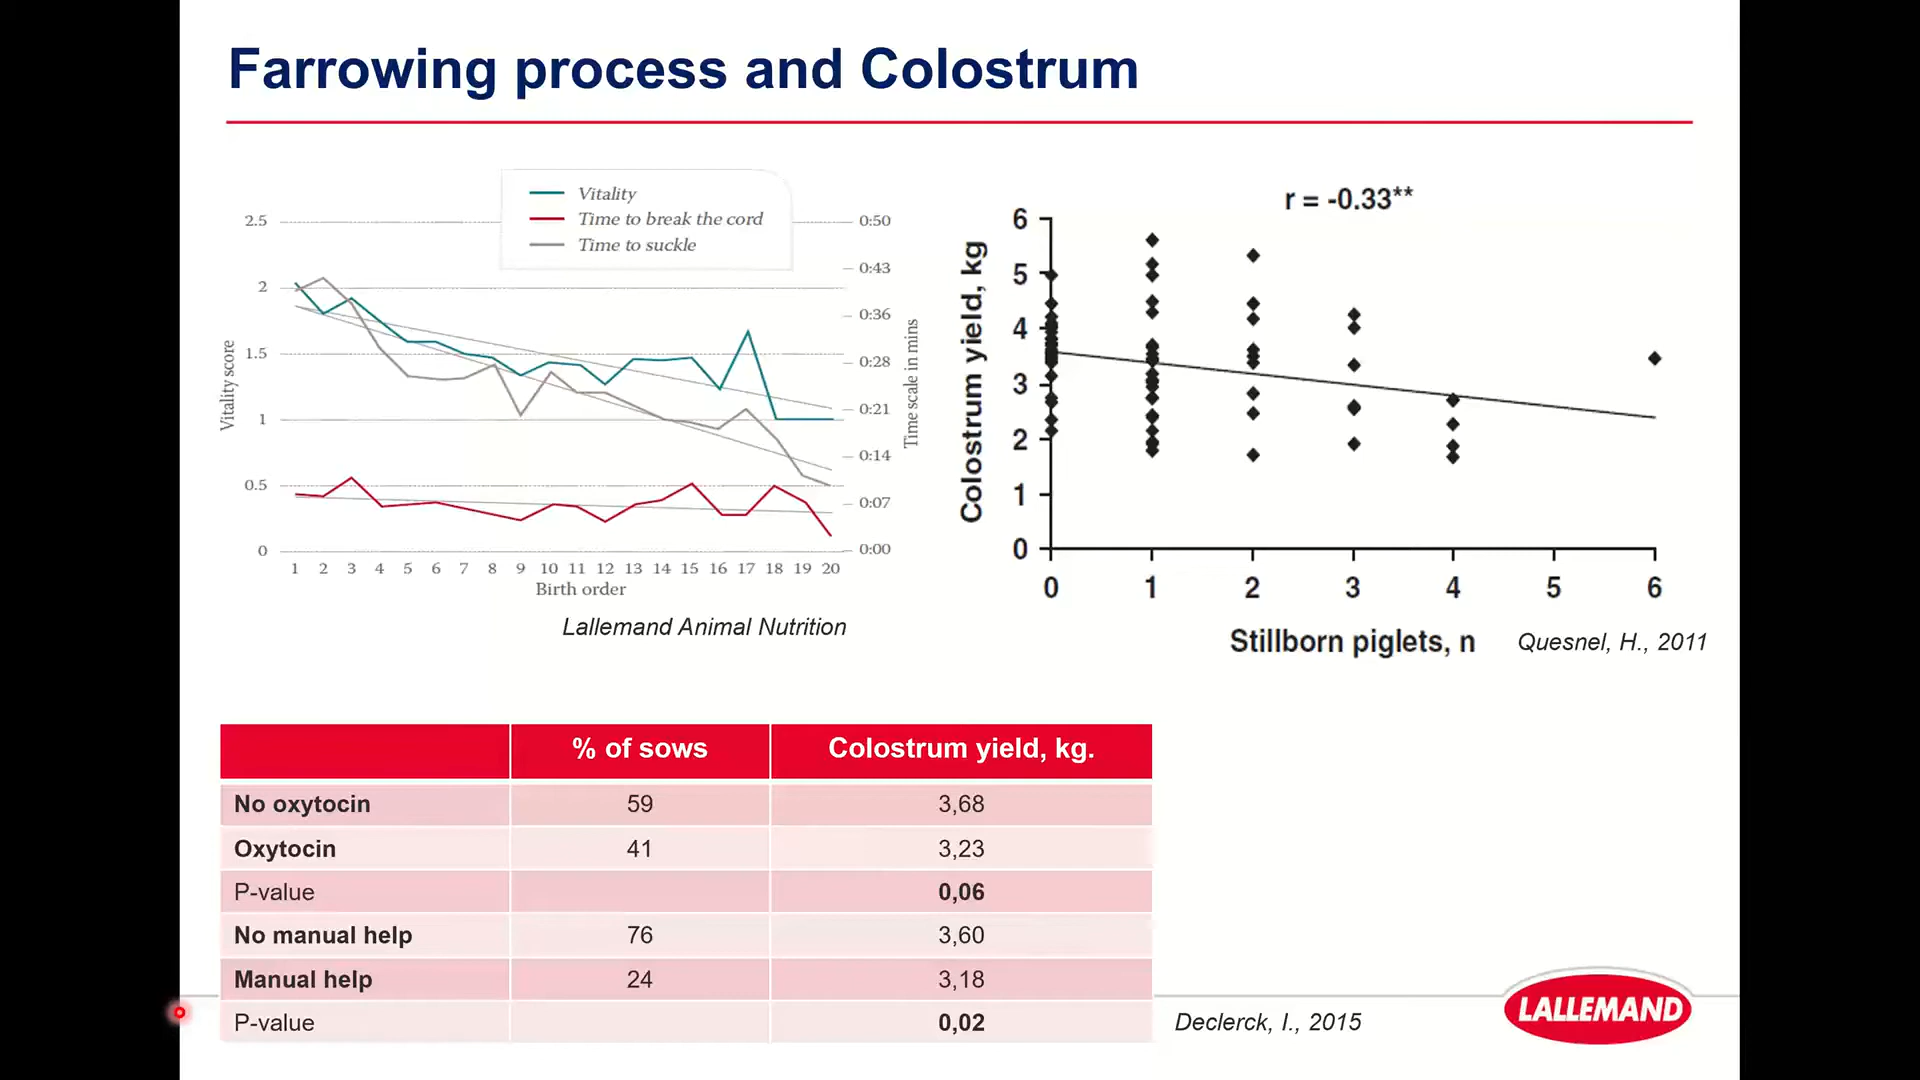 Farrowing process and Colostrum
Vitality
Time to break the cord
Time to suckle
2.5
2
1.5
1
0.5
0
Vitality score
0:50
0:43
0:36
0:28
0:21
0:14
0:07
0:00
Time scale in mins
1 2 3 4 5 6 7 8 9 10 11 12 13 14 15 16 17 18 19 20
Birth order
Lallemand Animal Nutrition
r = -0.33**
6
5
4
3
2
1
0
Colostrum yield, kg
0 1 2 3 4 5 6
Stillborn piglets, n
Quesnel, H., 2011
% of sows Colostrum yield, kg.
No oxytocin 59 3,68
Oxytocin 41 3,23
P-value 0,06
No manual help 76 3,60
Manual help 24 3,18
P-value 0,02
Declerck, I., 2015
LALLEMAND